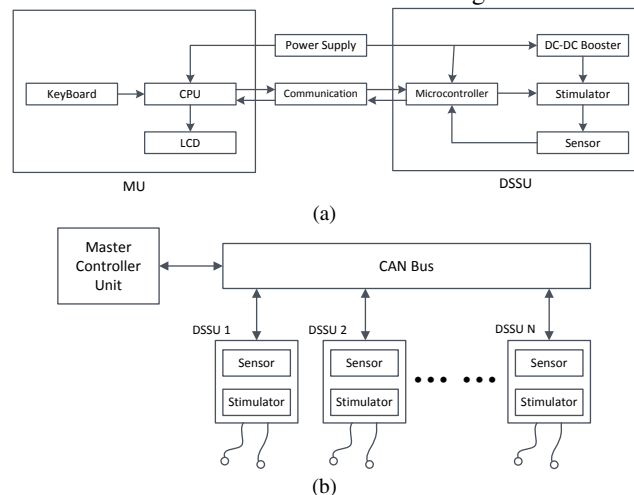 Power Supply
DC-DC Booster
KeyBoard
CPU
Communication
Microcontroller
Stimulator
LCD
Sensor
MU
DSSU
(a)
Master
Controller
Unit
CAN Bus
DSSU 1
DSSU 2
DSSU N
Sensor
Sensor
Sensor
Stimulator
Stimulator
Stimulator
(b)